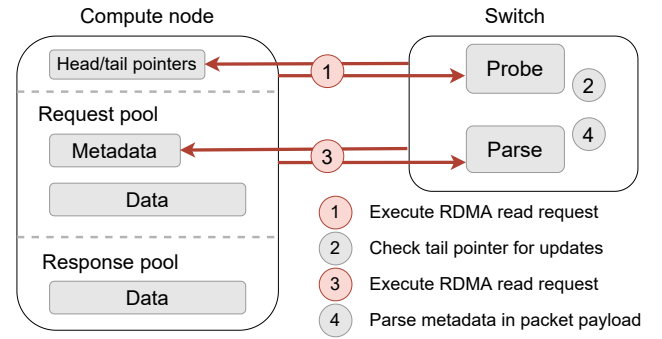 Compute node
Switch
Head/tail pointers
1
Probe
2
Request pool
Metadata
3
Parse
4
Data
Response pool
Data
1 Execute RDMA read request
2 Check tail pointer for updates
3 Execute RDMA read request
4 Parse metadata in packet payload